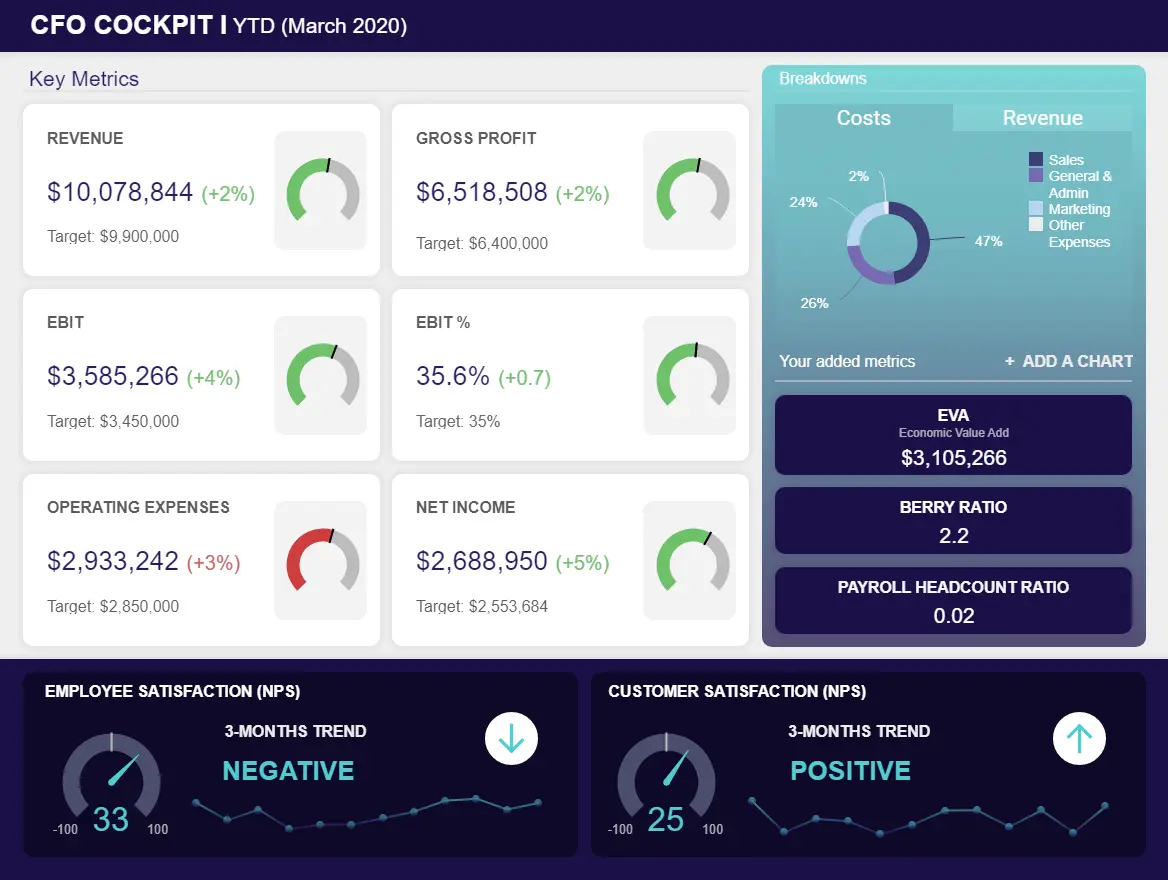 CFO COCKPIT I YTD (March 2020)
Key Metrics
REVENUE
$10,078,844 (+2%)
Target: $9,900,000
GROSS PROFIT
$6,518,508 (+2%)
Target: $6,400,000
EBIT
$3,585,266 (+4%)
Target: $3,450,000
EBIT %
35.6% (+0.7)
Target: 35%
OPERATING EXPENSES
$2,933,242 (+3%)
Target: $2,850,000
NET INCOME
$2,688,950 (+5%)
Target: $2,553,684
Breakdowns
Costs
Revenue
2%
24%
47%
26%
Sales
General &
Admin
Marketing
Other
Expenses
Your added metrics
+ ADD A CHART
EVA
Economic Value Add
$3,105,266
BERRY RATIO
2.2
PAYROLL HEADCOUNT RATIO
0.02
EMPLOYEE SATISFACTION (NPS)
3-MONTHS TREND
NEGATIVE
-100 33 100
CUSTOMER SATISFACTION (NPS)
3-MONTHS TREND
POSITIVE
-100 25 100